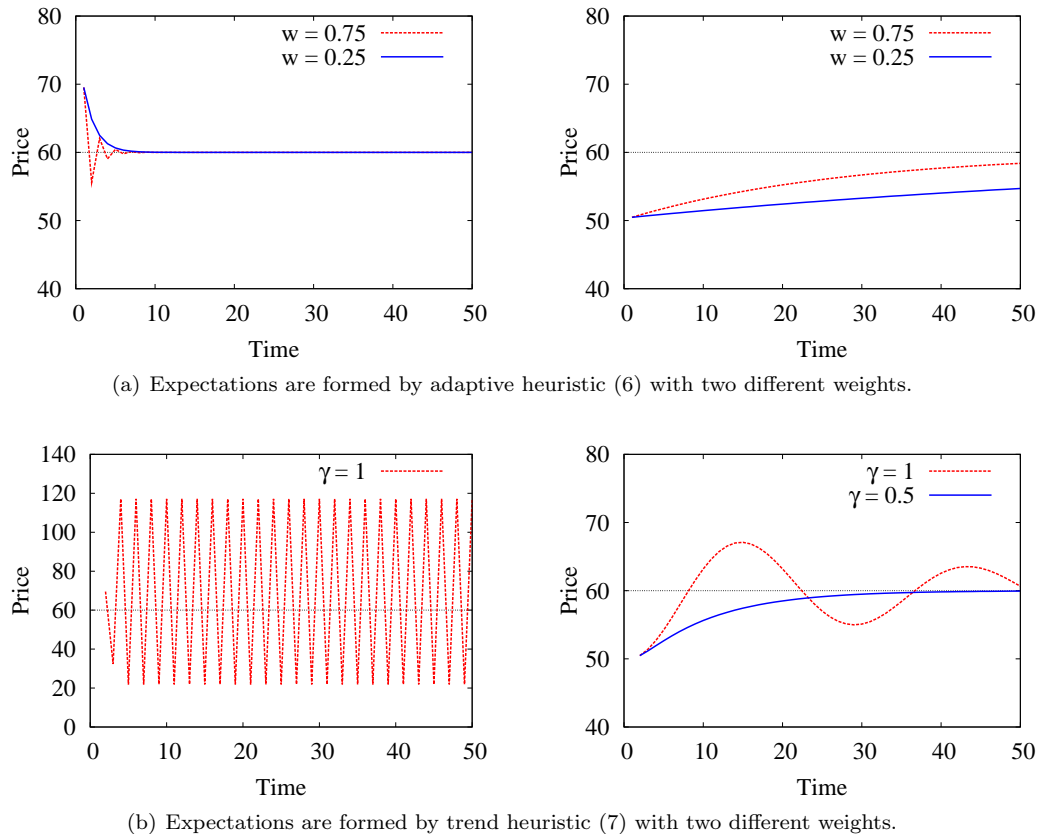 80
70
60
50
40
Price
w = 0.75
w = 0.25
0 10 20 30 40 50
Time
80
70
60
50
40
Price
w = 0.75
w = 0.25
0 10 20 30 40 50
Time
(a) Expectations are formed by adaptive heuristic (6) with two different weights.
140
120
100
80
60
40
20
0
Price
γ = 1
0 10 20 30 40 50
Time
80
70
60
50
40
Price
γ = 1
γ = 0.5
0 10 20 30 40 50
Time
(b) Expectations are formed by trend heuristic (7) with two different weights.